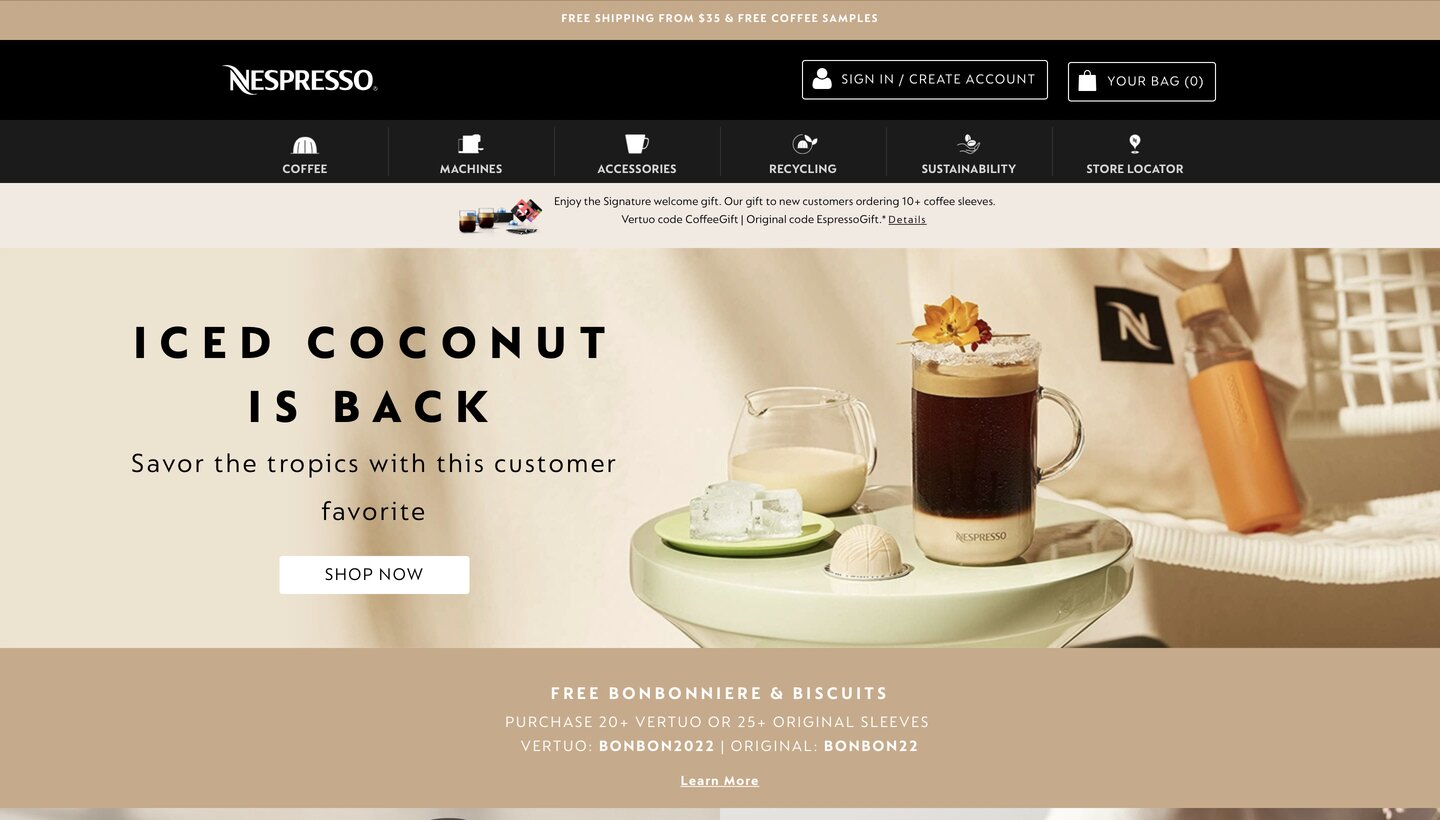 FREE SHIPPING FROM $35 & FREE COFFEE SAMPLES
NESPRESSO
SIGN IN / CREATE ACCOUNT
YOUR BAG (0)
COFFEE
MACHINES
ACCESSORIES
RECYCLING
SUSTAINABILITY
STORE LOCATOR
Enjoy the Signature welcome gift. Our gift to new customers ordering 10+ coffee sleeves.
Vertuo code CoffeeGift | Original code EspressoGift.* Details
ICED COCONUT
IS BACK
Savor the tropics with this customer
favorite
SHOP NOW
N
NESPRESSO
FREE BONBONNIERE & BISCUITS
PURCHASE 20+ VERTUO OR 25+ ORIGINAL SLEEVES
VERTUO: BONBON2022 | ORIGINAL: BONBON22
Learn More